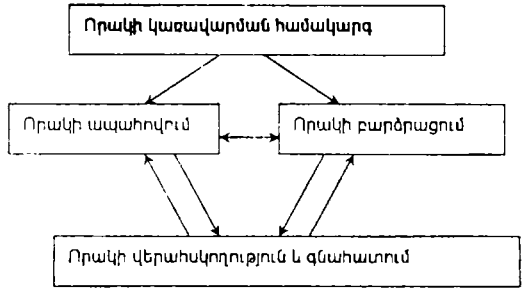 Որակի կառավարման համակարգ
Որակի ապահովում
Որակի բարձրացում
Որակի վերահսկողություն և գնահատում